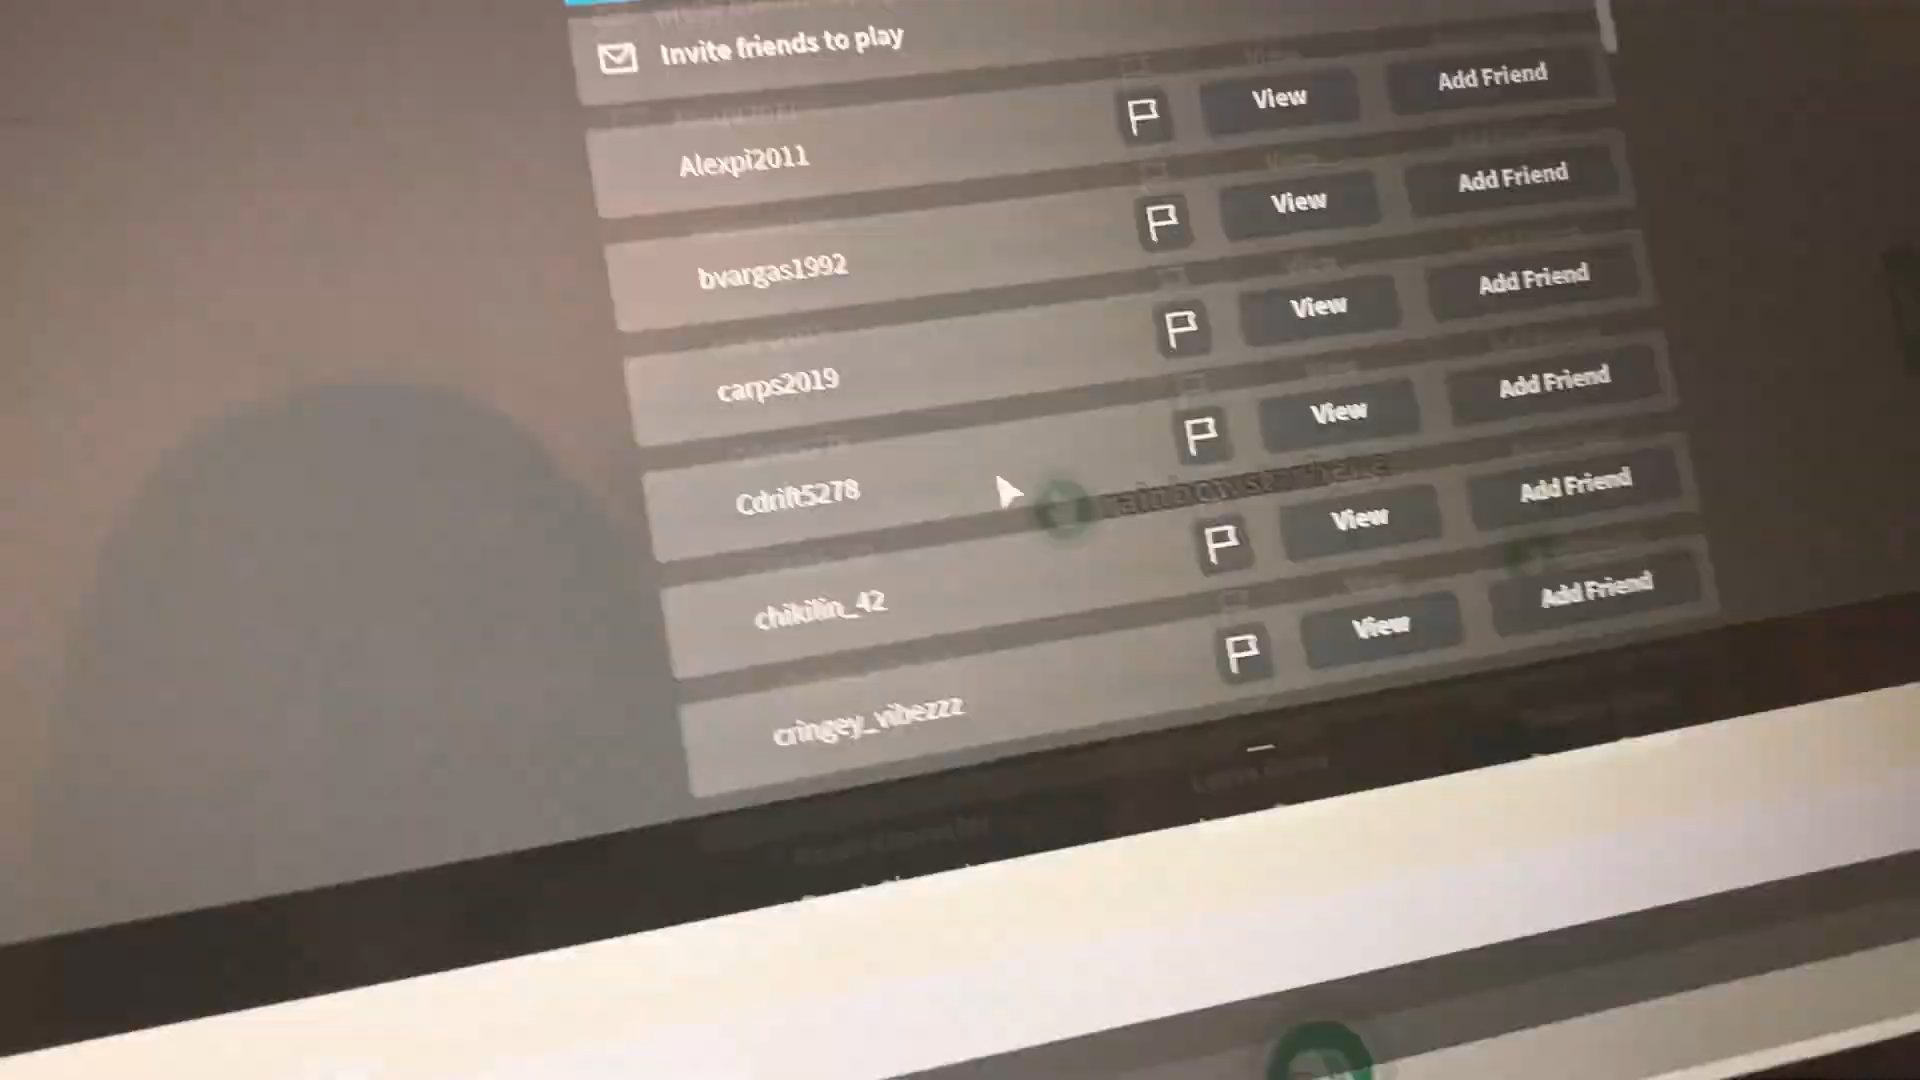 Invite friends to play
Alexpi2011 View Add Friend
bvargas1992 View Add Friend
carps2019 View Add Friend
Cdrift5278 View Add Friend
chikilin_42 View Add Friend
cringey_vibezzz View Add Friend